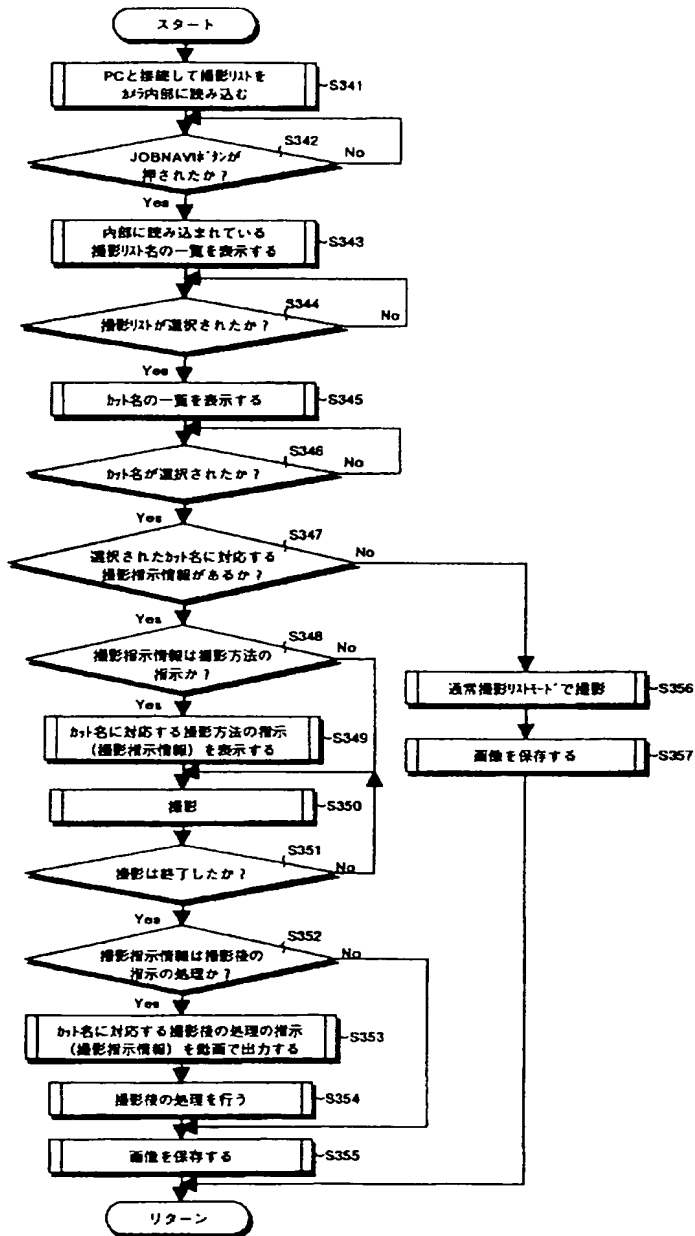 スタート
PCと接続して撮影リストを
カメラ内部に読み込む
S341
S342
JOBNAVIボタンが
押されたか？
No
Yes
内部に読み込まれている
撮影リスト名の一覧を表示する
S343
S344
撮影リストが選択されたか？
No
Yes
カット名の一覧を表示する
S345
S346
カット名が選択されたか？
No
Yes
S347
選択されたカット名に対応する
撮影指示情報があるか？
No
Yes
S348
撮影指示情報は撮影方法の
指示か？
No
Yes
カット名に対応する撮影方法の指示
（撮影指示情報）を表示する
S349
通常撮影リストモードで撮影
S356
画像を保存する
S357
撮影
S350
S351
撮影は終了したか？
No
Yes
S352
撮影指示情報は撮影後の
指示の処理か？
No
Yes
カット名に対応する撮影後の処理の指示
（撮影指示情報）を動画で出力する
S353
撮影後の処理を行う
S354
画像を保存する
S355
リターン